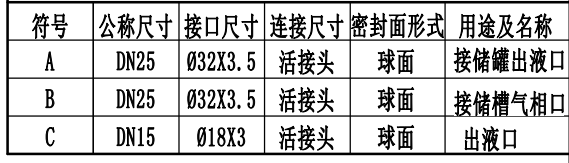 符号 公称尺寸 接口尺寸 连接尺寸 密封面形式 用途及名称
A DN25 Ø32X3.5 活接头 球面 接储罐出液口
B DN25 Ø32X3.5 活接头 球面 接储槽气相口
C DN15 Ø18X3 活接头 球面 出液口